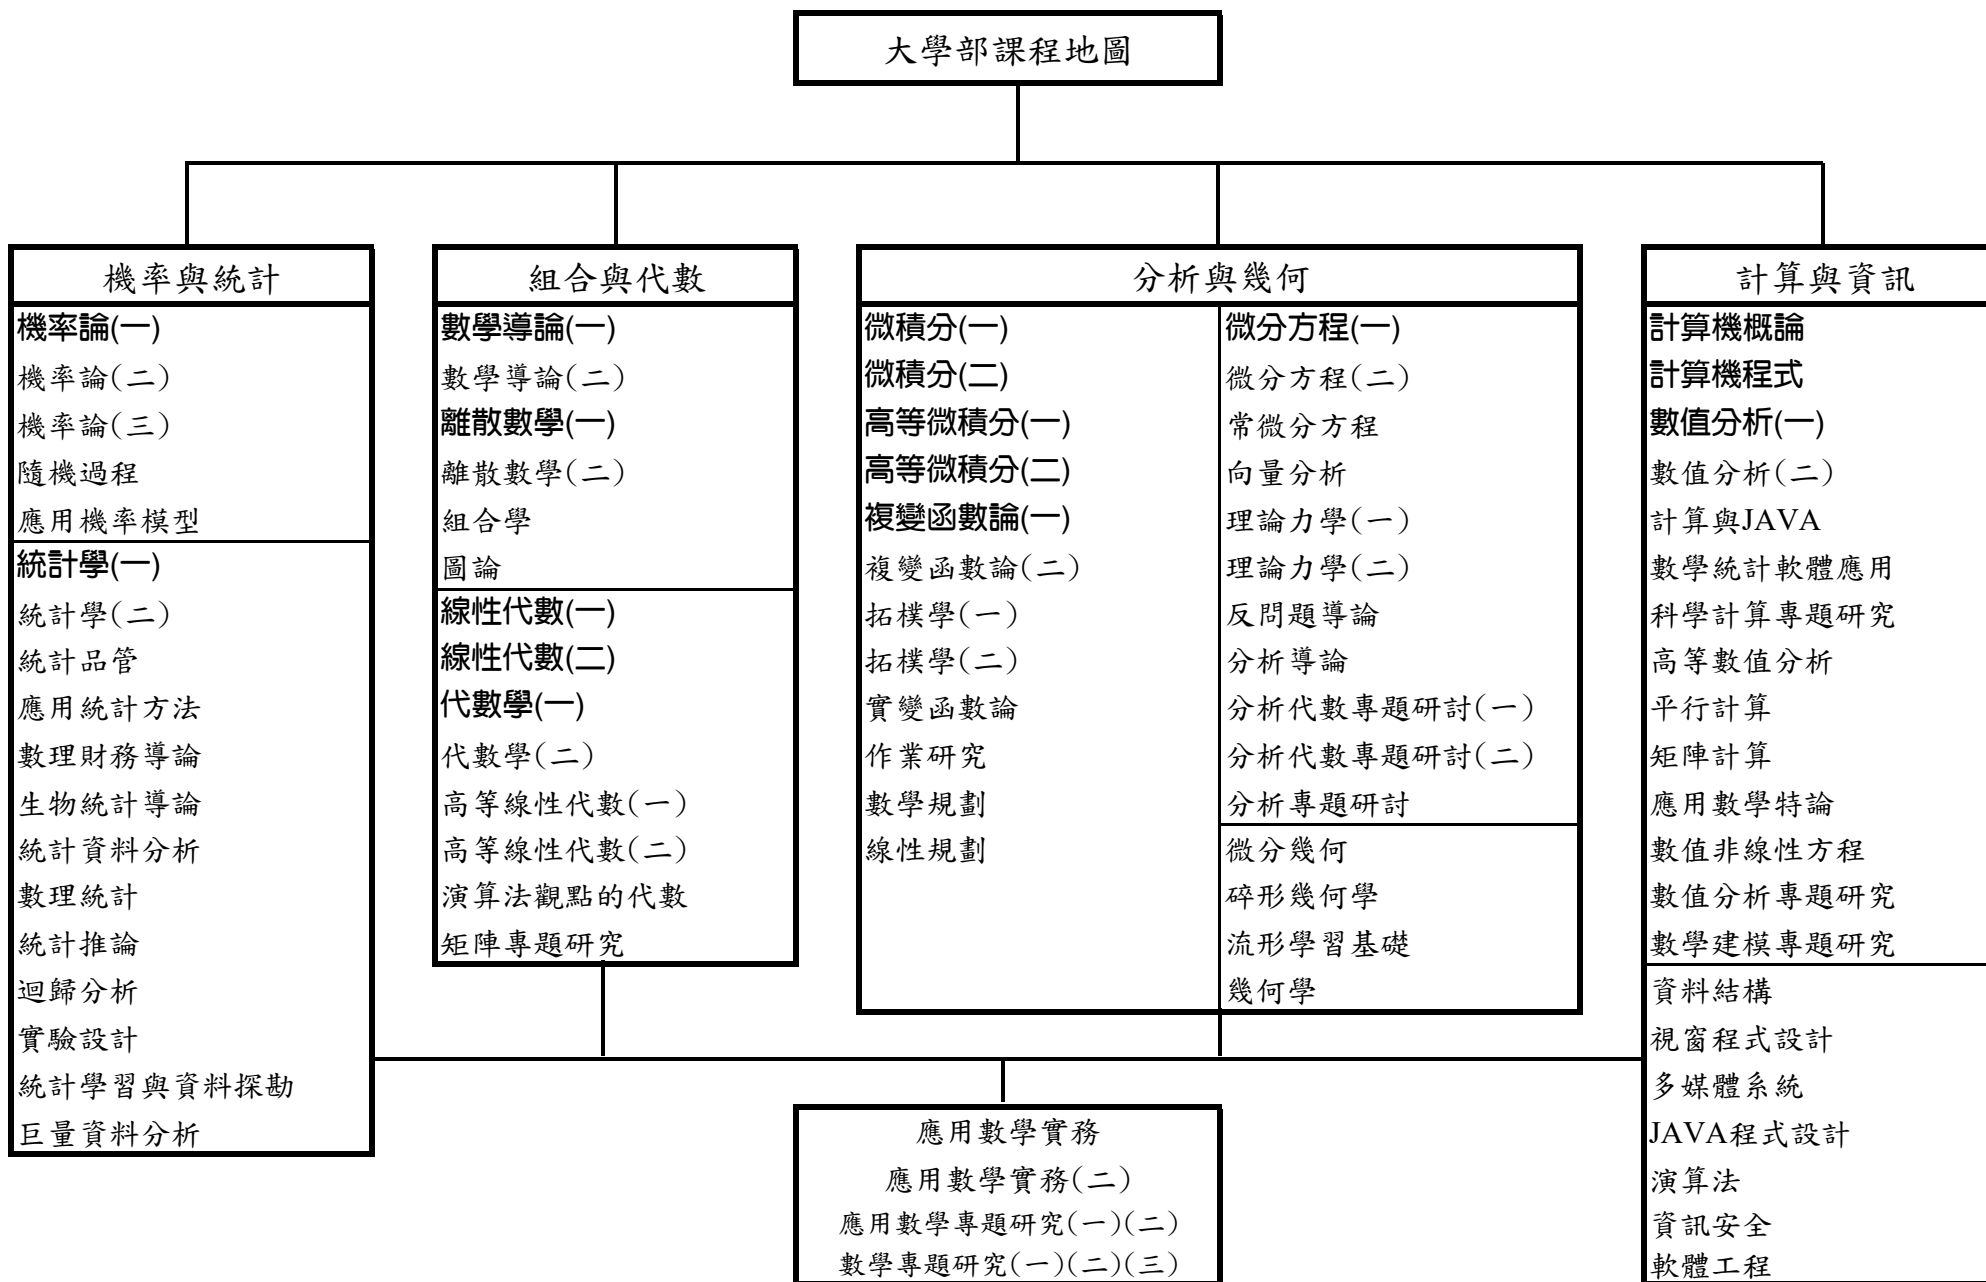 大學部課程地圖
機率與統計
機率論(一)
機率論(二)
機率論(三)
隨機過程
應用機率模型
統計學(一)
統計學(二)
統計品管
應用統計方法
數理財務導論
生物統計導論
統計資料分析
數理統計
統計推論
迴歸分析
實驗設計
統計學習與資料探勘
巨量資料分析
組合與代數
數學導論(一)
數學導論(二)
離散數學(一)
離散數學(二)
組合學
圖論
線性代數(一)
線性代數(二)
代數學(一)
代數學(二)
高等線性代數(一)
高等線性代數(二)
演算法觀點的代數
矩陣專題研究
分析與幾何
微積分(一)
微積分(二)
高等微積分(一)
高等微積分(二)
複變函數論(一)
複變函數論(二)
拓樸學(一)
拓樸學(二)
實變函數論
作業研究
數學規劃
線性規劃
微分方程(一)
微分方程(二)
常微分方程
向量分析
理論力學(一)
理論力學(二)
反問題導論
分析導論
分析代數專題研討(一)
分析代數專題研討(二)
分析專題研討
微分幾何
碎形幾何學
流形學習基礎
幾何學
計算與資訊
計算機概論
計算機程式
數值分析(一)
數值分析(二)
計算與JAVA
數學統計軟體應用
科學計算專題研究
高等數值分析
平行計算
矩陣計算
應用數學特論
數值非線性方程
數值分析專題研究
數學建模專題研究
資料結構
視窗程式設計
多媒體系統
JAVA程式設計
演算法
資訊安全
軟體工程
應用數學實務
應用數學實務(二)
應用數學專題研究(一)(二)
數學專題研究(一)(二)(三)